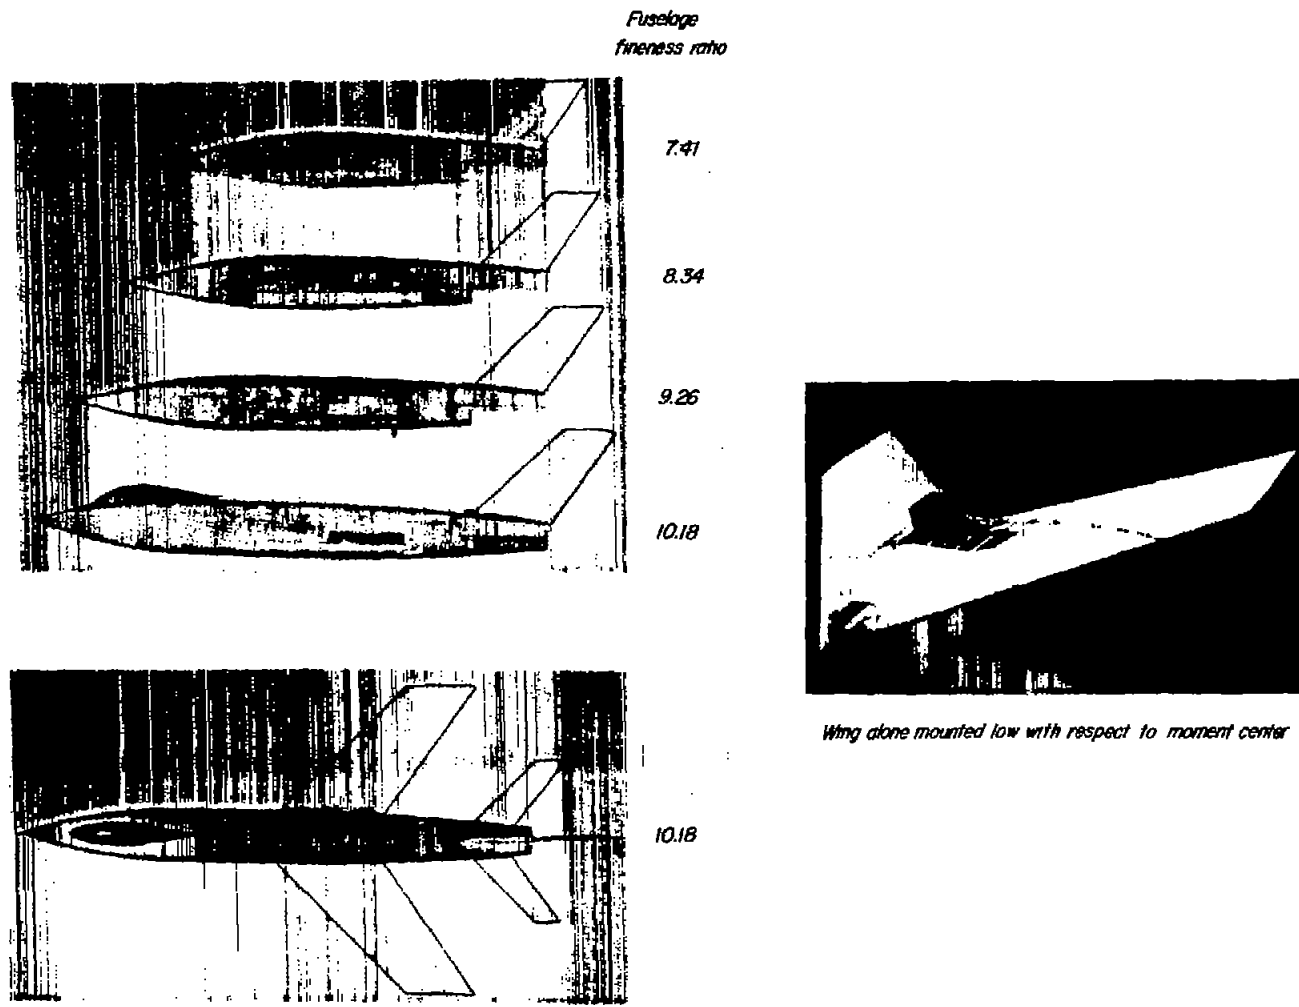 Fuselage
fineness ratio
7.41
8.34
9.26
10.18
10.18
Wing alone mounted low with respect to moment center